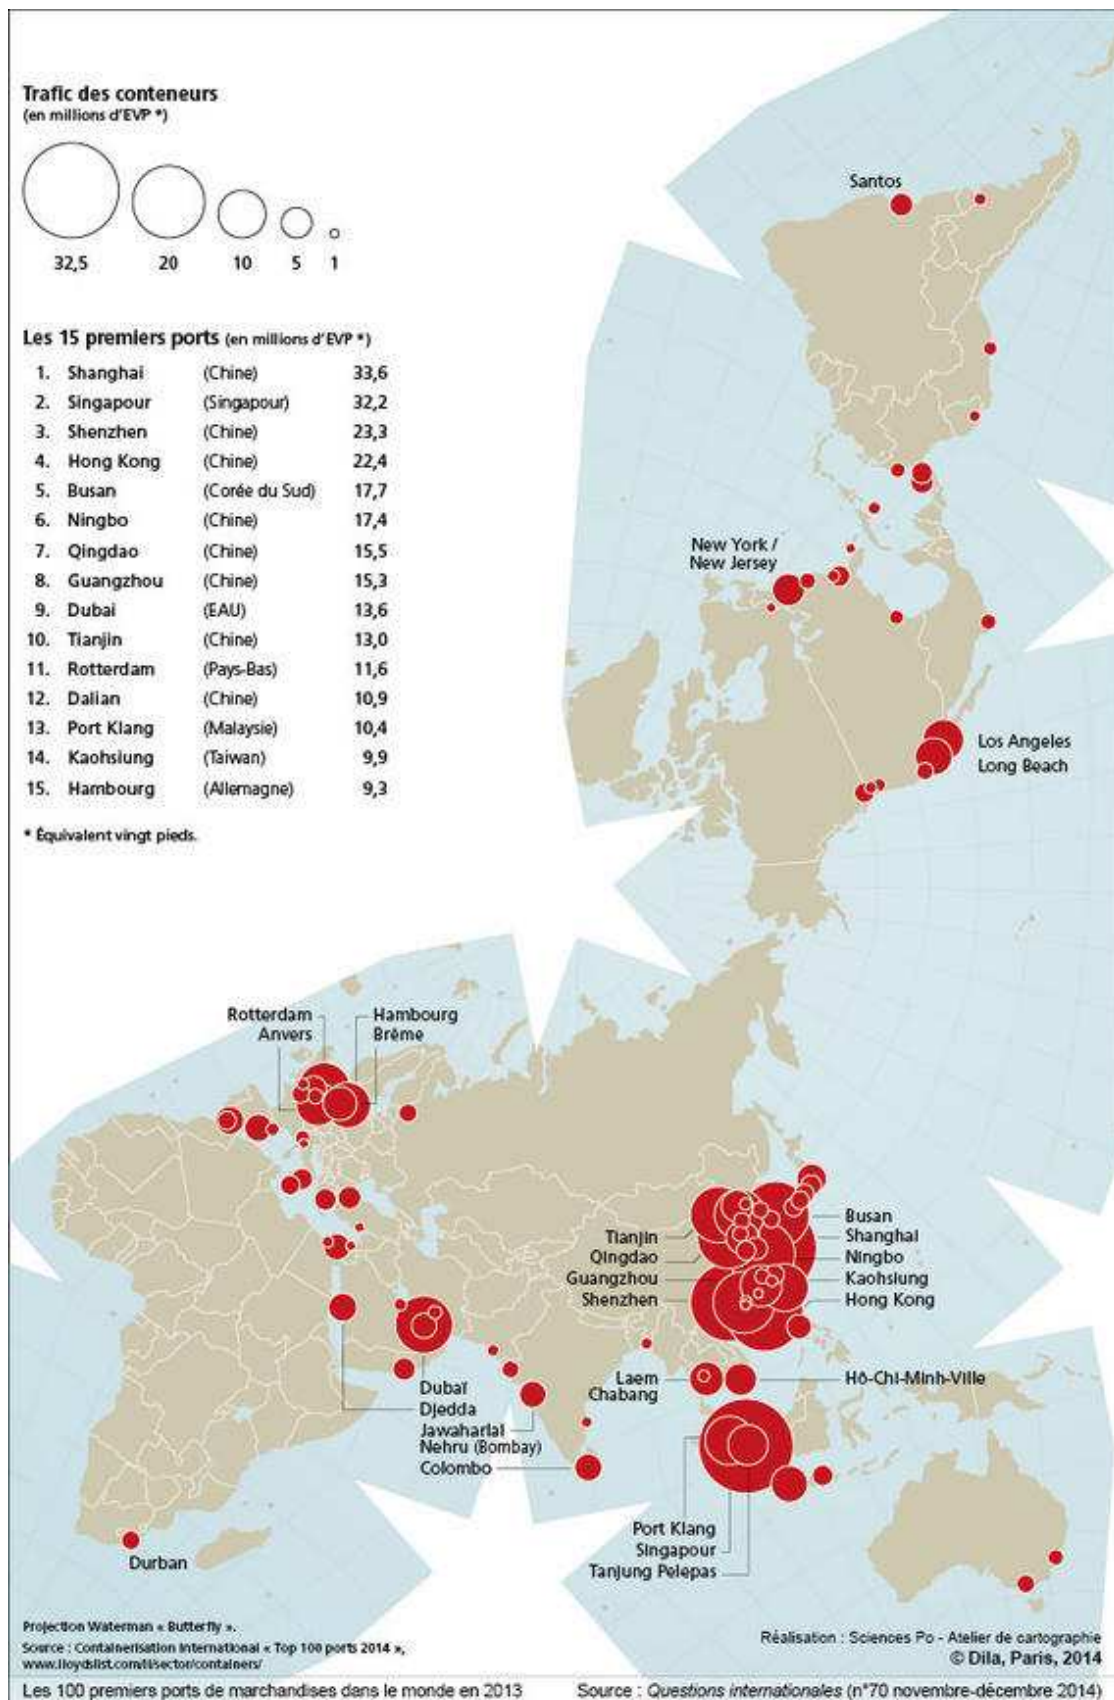 Trafic des conteneurs
(en millions d'EVP *)
32,5 20 10 5 1
Les 15 premiers ports (en millions d'EVP *)
1. Shanghai (Chine) 33,6
2. Singapour (Singapour) 32,2
3. Shenzhen (Chine) 23,3
4. Hong Kong (Chine) 22,4
5. Busan (Corée du Sud) 17,7
6. Ningbo (Chine) 17,4
7. Qingdao (Chine) 15,5
8. Guangzhou (Chine) 15,3
9. Dubai (EAU) 13,6
10. Tianjin (Chine) 13,0
11. Rotterdam (Pays-Bas) 11,6
12. Dalian (Chine) 10,9
13. Port Klang (Malaysie) 10,4
14. Kaohsiung (Taiwan) 9,9
15. Hambourg (Allemagne) 9,3
* Équivalent vingt pieds.
Santos
New York /
New Jersey
Los Angeles
Long Beach
Rotterdam
Anvers
Hambourg
Brême
Tianjin
Qingdao
Guangzhou
Shenzhen
Busan
Shanghai
Ningbo
Kaohsiung
Hong Kong
Laem
Chabang
Hô-Chi-Minh-Ville
Dubaï
Djedda
Jawaharlal
Nehru (Bombay)
Colombo
Port Klang
Singapour
Tanjung Pelepas
Durban
Projection Waterman « Butterfly ».
Source : Containerisation International « Top 100 ports 2014 »,
www.lloydslist.com/ll/sector/containers/
Réalisation : Sciences Po - Atelier de cartographie
© Dila, Paris, 2014
Les 100 premiers ports de marchandises dans le monde en 2013
Source : Questions internationales (n°70 novembre-décembre 2014)